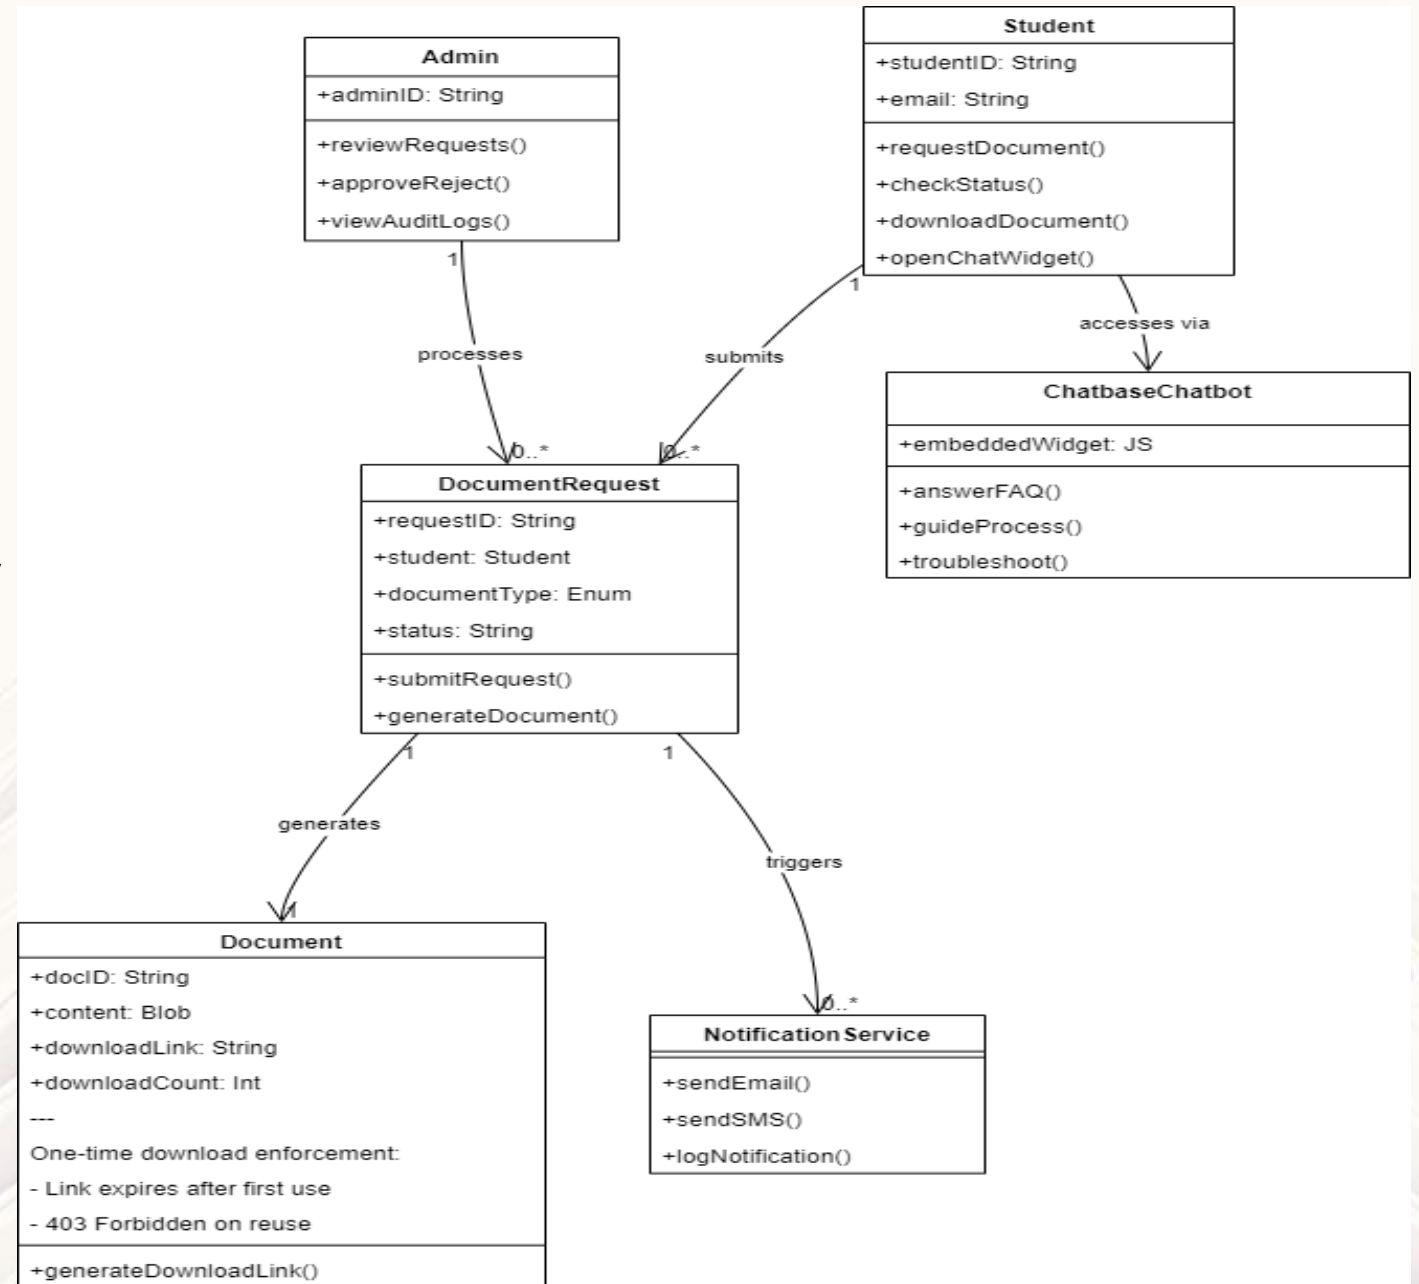 Admin
+adminID: String
+reviewRequests()
+approveReject()
+viewAuditLogs()
Student
+studentID: String
+email: String
+requestDocument()
+checkStatus()
+downloadDocument()
+openChatWidget()
1
1
processes
submits
accesses via
0..*
0..*
ChatbaseChatbot
+embeddedWidget: JS
+answerFAQ()
+guideProcess()
+troubleshoot()
DocumentRequest
+requestID: String
+student: Student
+documentType: Enum
+status: String
+submitRequest()
+generateDocument()
1
1
generates
triggers
1
0..*
Document
+docID: String
+content: Blob
+downloadLink: String
+downloadCount: Int
---
One-time download enforcement:
- Link expires after first use
- 403 Forbidden on reuse
+generateDownloadLink()
NotificationService
+sendEmail()
+sendSMS()
+logNotification()